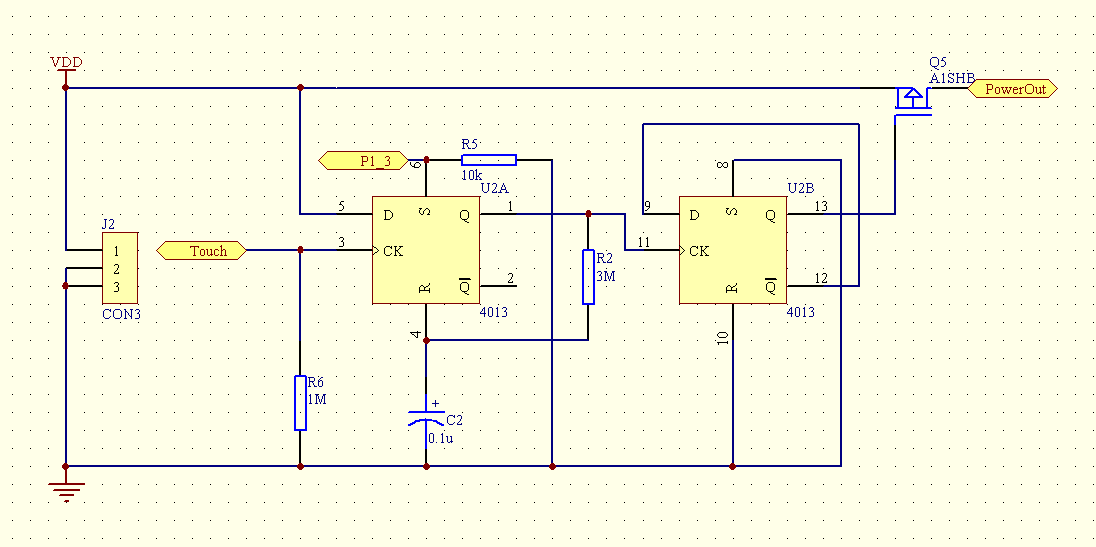 VDD
Q5
A1SHB
PowerOut
P1_3
R5
10k
6
8
U2A
U2B
5
D
S
Q
1
9
D
S
Q
13
J2
1
2
3
CON3
Touch
3
CK
11
CK
R2
3M
R
Q
2
R
Q
12
4
4013
10
4013
R6
1M
+
C2
0.1u